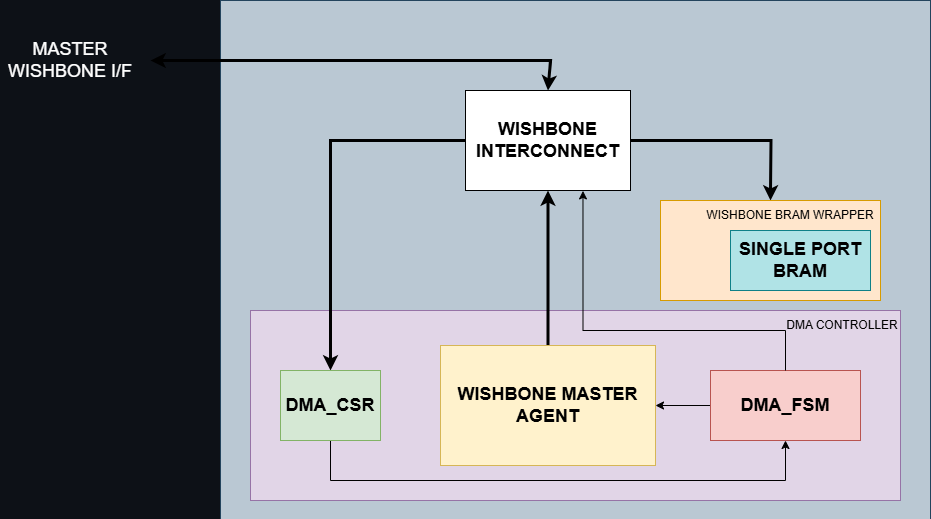 MASTER
WISHBONE I/F
WISHBONE
INTERCONNECT
WISHBONE BRAM WRAPPER
SINGLE PORT
BRAM
DMA CONTROLLER
DMA_CSR
WISHBONE MASTER
AGENT
DMA_FSM